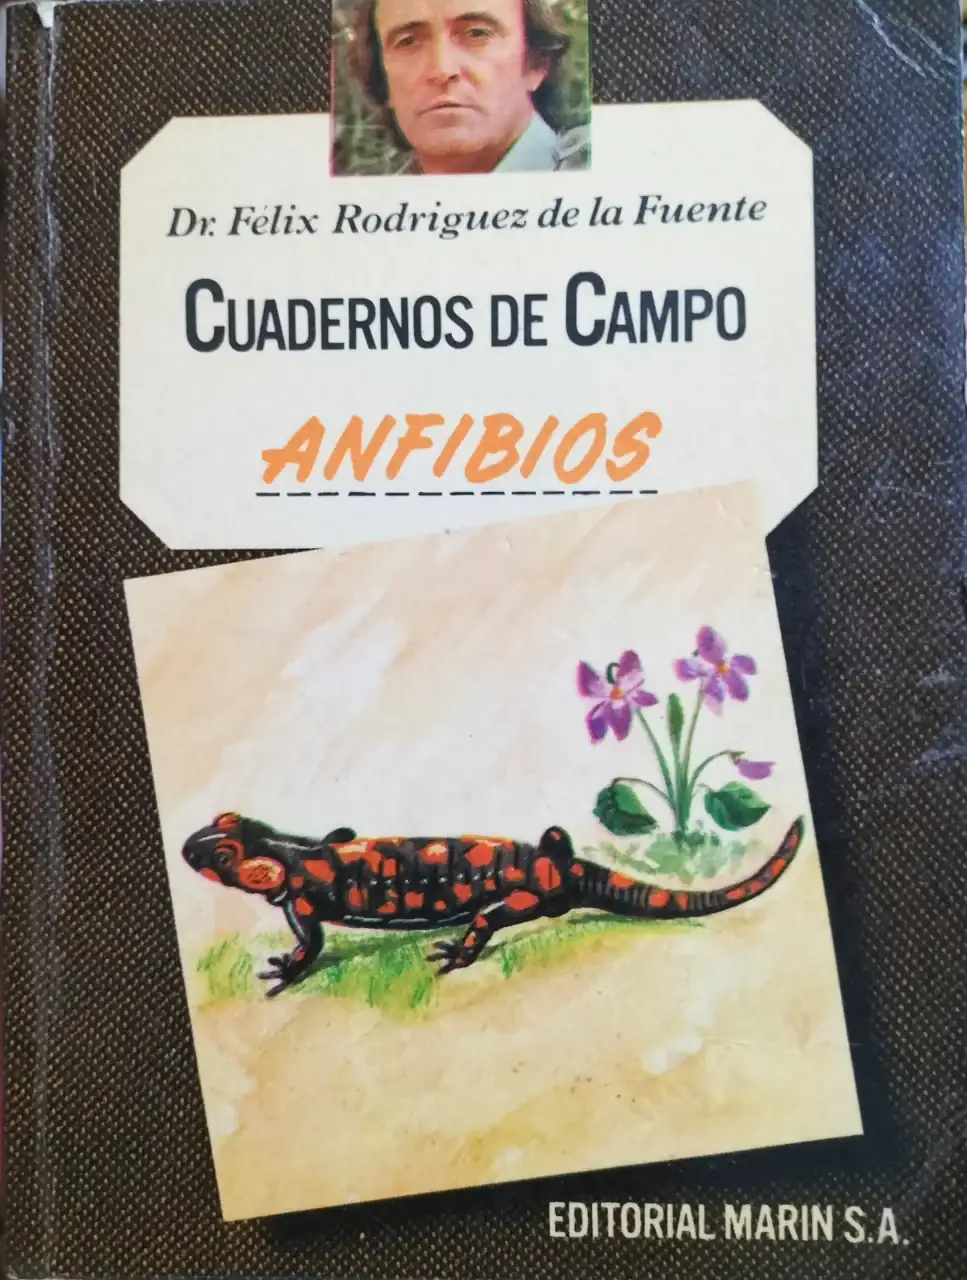 Dr. Félix Rodriguez de la Fuente
CUADERNOS DE CAMPO
ANFIBIOS
EDITORIAL MARIN S.A.